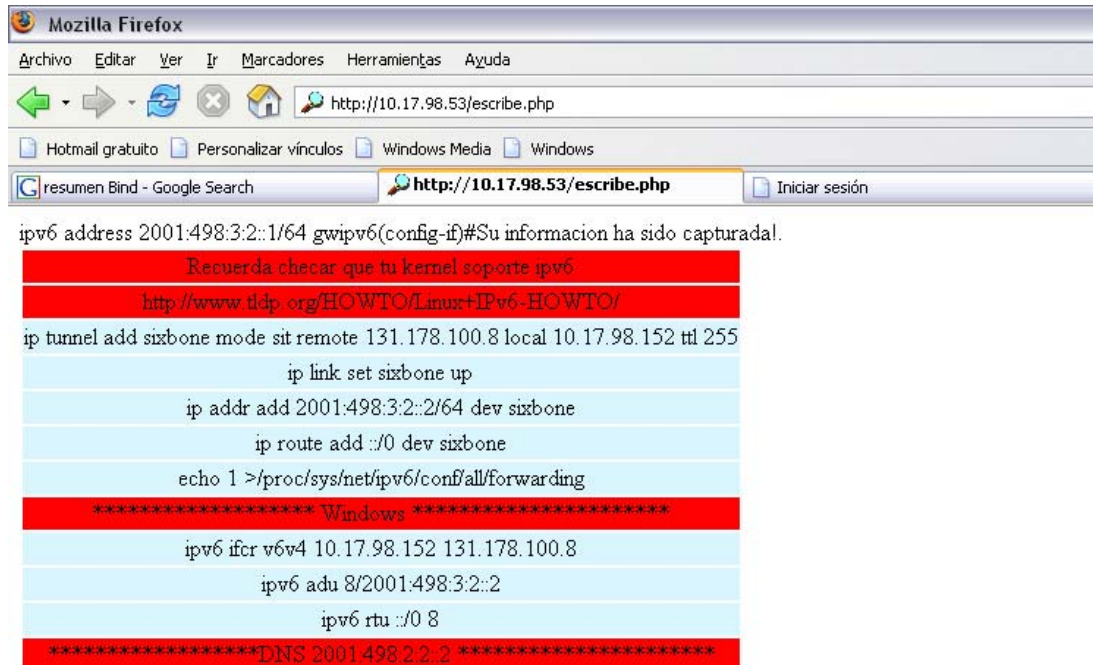 Mozilla Firefox
Archivo Editar Ver Ir Marcadores Herramientas Ayuda
http://10.17.98.53/escribe.php
Hotmail gratuito Personalizar vínculos Windows Media Windows
resumen Bind - Google Search http://10.17.98.53/escribe.php Iniciar sesión
ipv6 address 2001:498:3:2::1/64 gwipv6(config-if)#Su informacion ha sido capturada!.
Recuerda checar que tu kernel soporte ipv6
http://www.tldp.org/HOWTO/Linux+IPv6-HOWTO/
ip tunnel add sixbone mode sit remote 131.178.100.8 local 10.17.98.152 ttl 255
ip link set sixbone up
ip addr add 2001:498:3:2::2/64 dev sixbone
ip route add ::/0 dev sixbone
echo 1 >/proc/sys/net/ipv6/conf/all/forwarding
******************* Windows **********************
ipv6 ifcr v6v4 10.17.98.152 131.178.100.8
ipv6 adu 8/2001:498:3:2::2
ipv6 rtu ::/0 8
******************DNS 2001:498:2:2::2 **********************